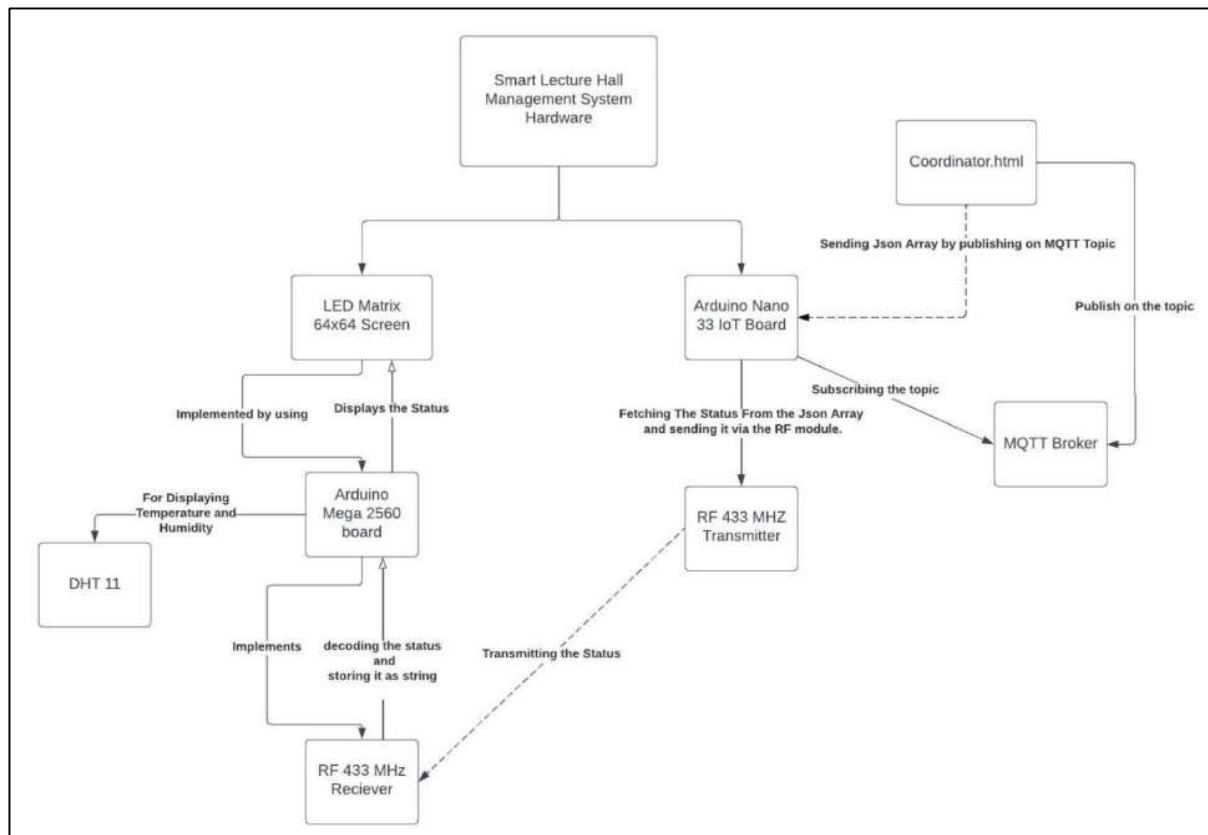 Smart Lecture Hall
Management System
Hardware
Coordinator.html
Sending Json Array by publishing on MQTT Topic
LED Matrix
64x64 Screen
Arduino Nano
33 IoT Board
Publish on the topic
Implemented by using
Displays the Status
Subscribing the topic
Fetching The Status From the Json Array
and sending it via the RF module.
MQTT Broker
For Displaying
Temperature and
Humidity
Arduino
Mega 2560
board
RF 433 MHZ
Transmitter
DHT 11
Implements
decoding the status
and
storing it as string
Transmitting the Status
RF 433 MHz
Reciever